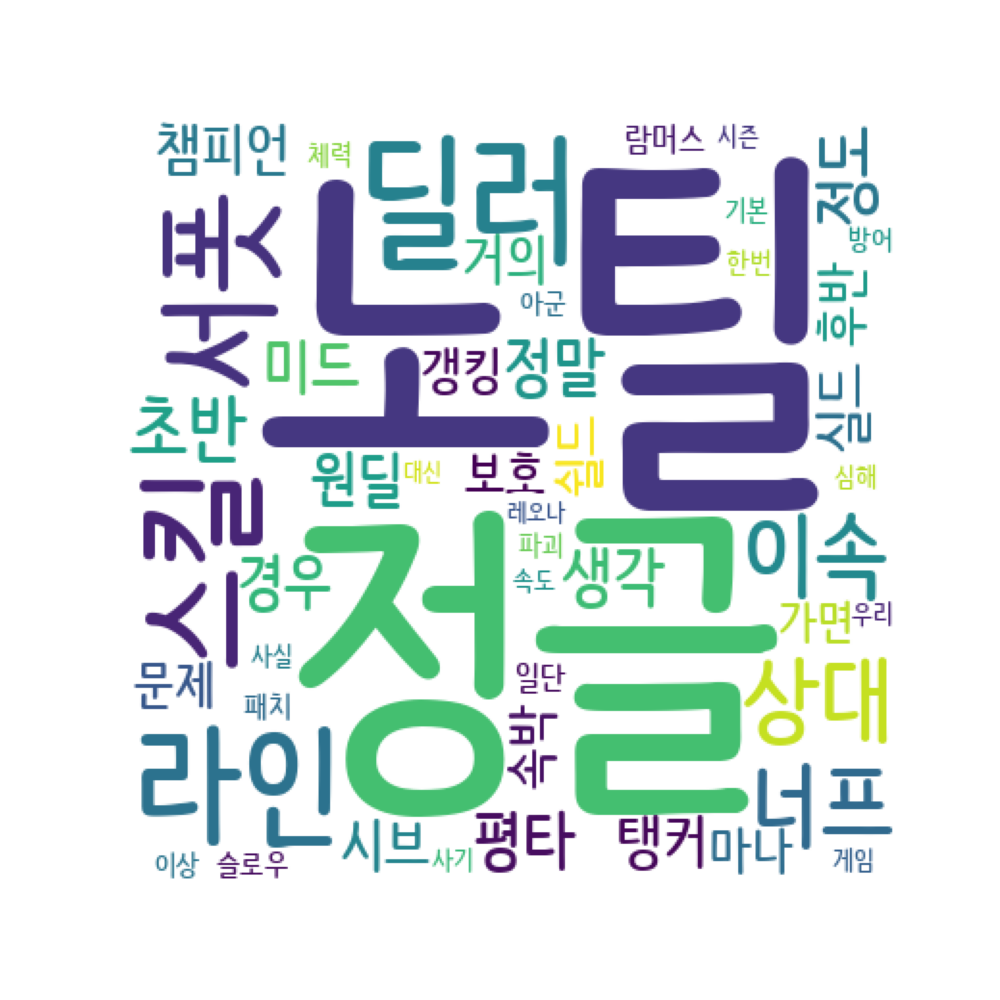 챔피언
체력
딜러
람머스
시즌
정도
서폿
노틸
거의
기본
방어
한번
아군
후반
미드
갱킹
정말
초반
실드
쉴드
원딜
대신
보호
심해
스킬
레오나
정글
파괴
이속
경우
속도
생각
가면
우리
사실
문제
일단
상대
패치
속박
라인
너프
시브
평타
탱커
마나
이상
슬로우
사기
게임